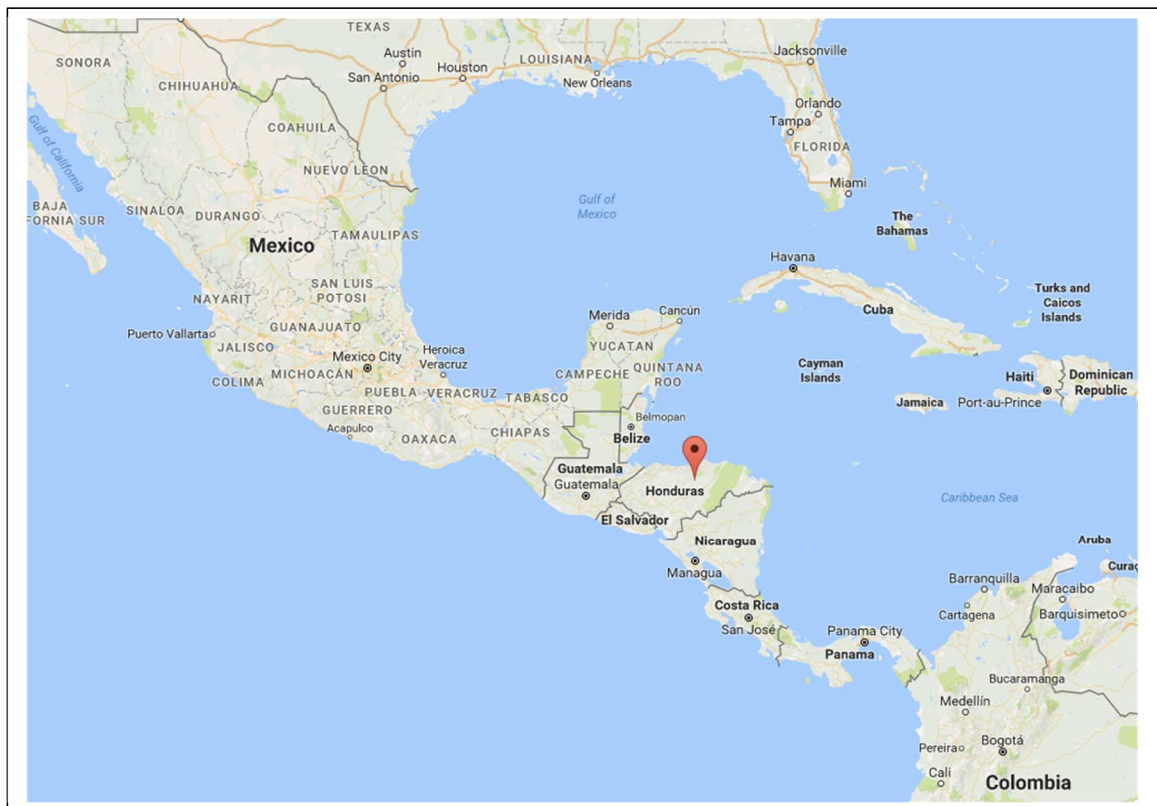 TEXAS
Jacksonville
Austin
LOUISIANA
SONORA
Houston
San Antonio
New Orleans
CHIHUAHUA
Orlando
Gulf of California
COAHUILA
Tampa
FLORIDA
NUEVO LEON
Miami
BAJA
FORNIA SUR
SINALOA
DURANGO
Gulf of
Mexico
The
Bahamas
TAMAULIPAS
Mexico
Havana
SAN LUIS
POTOSI
NAYARIT
Turks and
Caicos
Islands
Merida
Cancún
Cuba
Puerto Vallarta
GUANAJUATO
YUCATAN
JALISCO
Mexico City
Heroica
Veracruz
Cayman
Islands
CAMPECHE
QUINTANA
ROO
MICHOACÁN
COLIMA
Haiti
Dominican
Republic
PUEBLA
VERACRUZ
TABASCO
Jamaica
Port-au-Prince
GUERRERO
Belmopan
Acapulco
CHIAPAS
OAXACA
Belize
Guatemala
Guatemala
Honduras
Caribbean Sea
El Salvador
Nicaragua
Aruba
Managua
Curaç
Barranquilla
Maracaibo
Costa Rica
Cartagena
Barquisimeto
San José
Panama City
Panama
Bucaramanga
Medellín
Pereira
Bogotá
Cali
Colombia